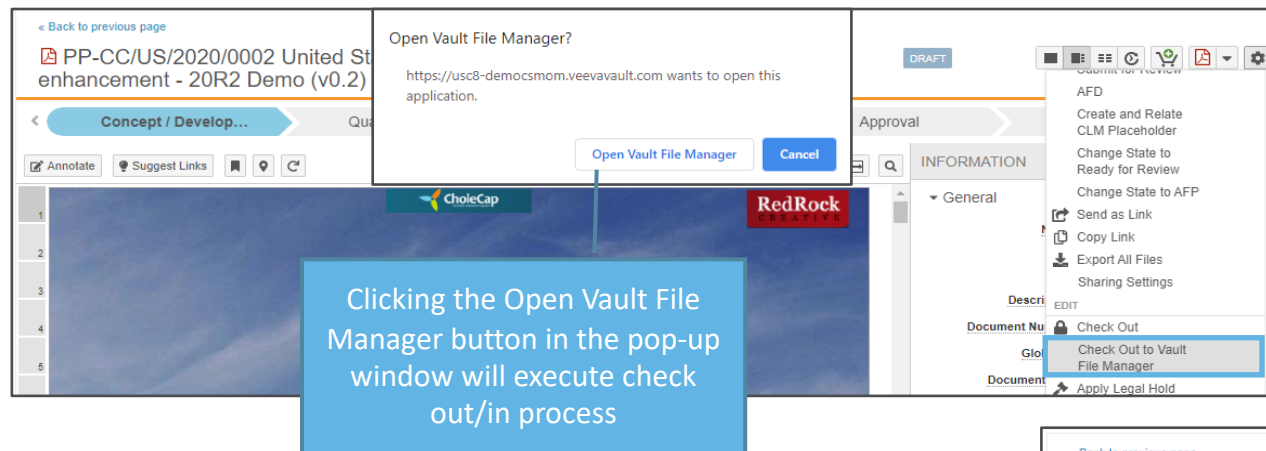 « Back to previous page
PP-CC/US/2020/0002 United St
enhancement - 20R2 Demo (v0.2)
Open Vault File Manager?
https://usc8-democsmom.veevavault.com wants to open this
application.
Open Vault File Manager
Cancel
DRAFT
Concept / Develop...
Qua
Approval
Annotate
Suggest Links
INFORMATION
General
CholeCap
RedRock
CREATIVE
1
2
3
4
5
Descri
Document Nu
Glo
Document
Submit for Review
AFD
Create and Relate
CLM Placeholder
Change State to
Ready for Review
Change State to AFP
Send as Link
Copy Link
Export All Files
Sharing Settings
EDIT
Check Out
Check Out to Vault
File Manager
Apply Legal Hold
Clicking the Open Vault File
Manager button in the pop-up
window will execute check
out/in process